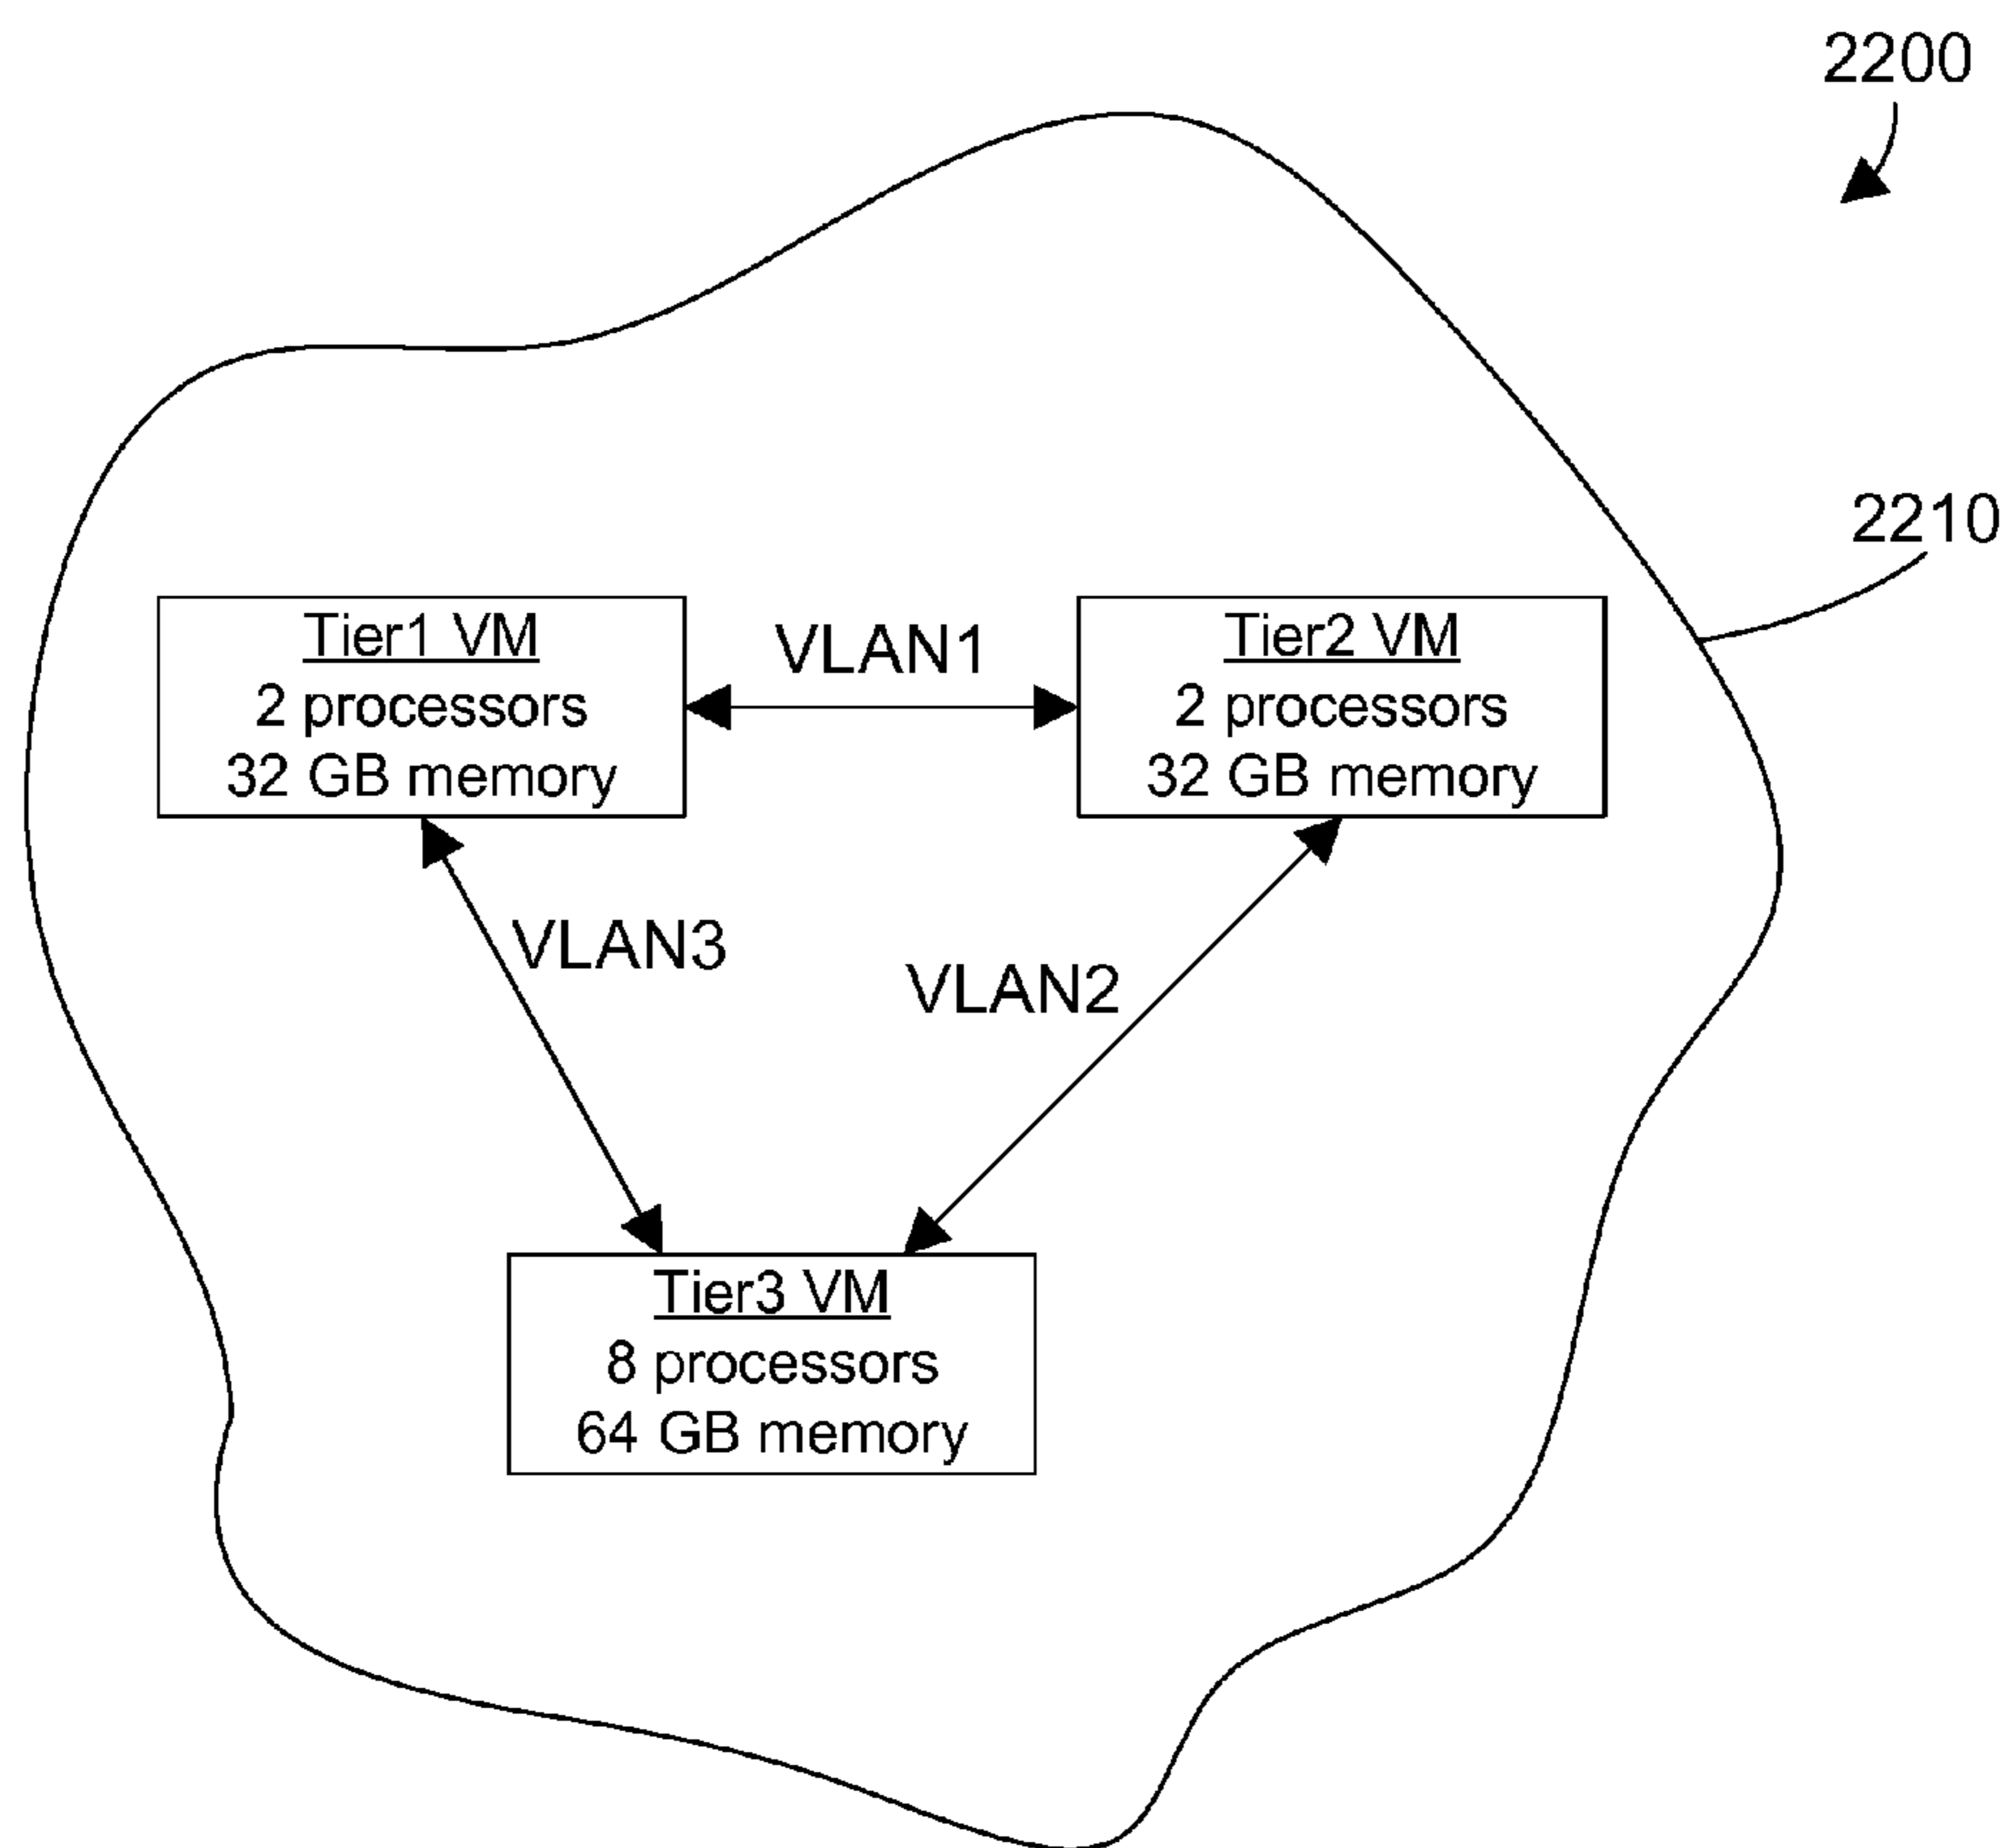 2200
2210
Tier1 VM
2 processors
32 GB memory
VLAN1
Tier2 VM
2 processors
32 GB memory
VLAN3
VLAN2
Tier3 VM
8 processors
64 GB memory